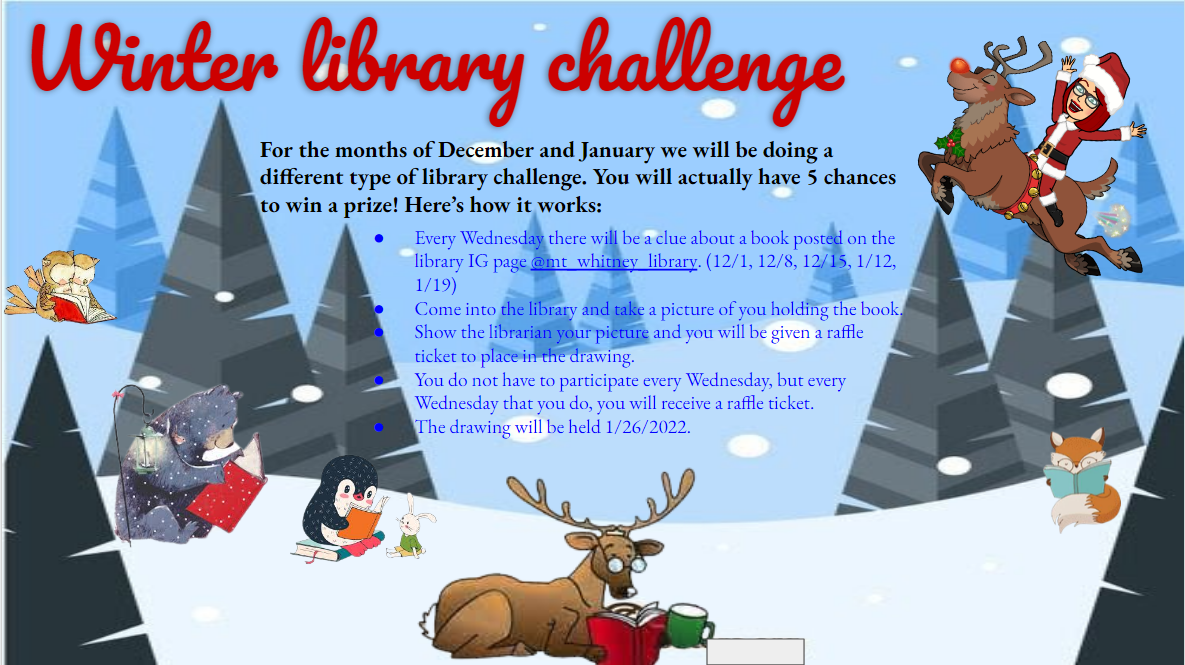 Winter library challenge
For the months of December and January we will be doing a
different type of library challenge. You will actually have 5 chances
to win a prize! Here's how it works:
● Every Wednesday there will be a clue about a book posted on the
library IG page @mt_whitney_library. (12/1, 12/8, 12/15, 1/12,
1/19)
● Come into the library and take a picture of you holding the book.
● Show the librarian your picture and you will be given a raffle
ticket to place in the drawing.
● You do not have to participate every Wednesday, but every
Wednesday that you do, you will receive a raffle ticket.
● The drawing will be held 1/26/2022.